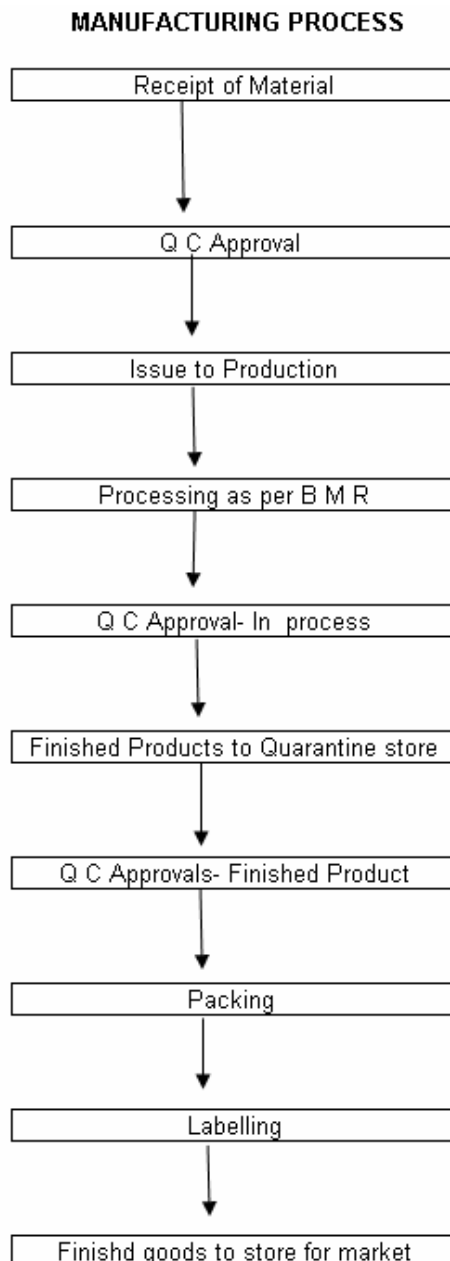 MANUFACTURING PROCESS
Receipt of Material
Q C Approval
Issue to Production
Processing as per B M R
Q C Approval- In process
Finished Products to Quarantine store
Q C Approvals- Finished Product
Packing
Labelling
Finishd goods to store for market